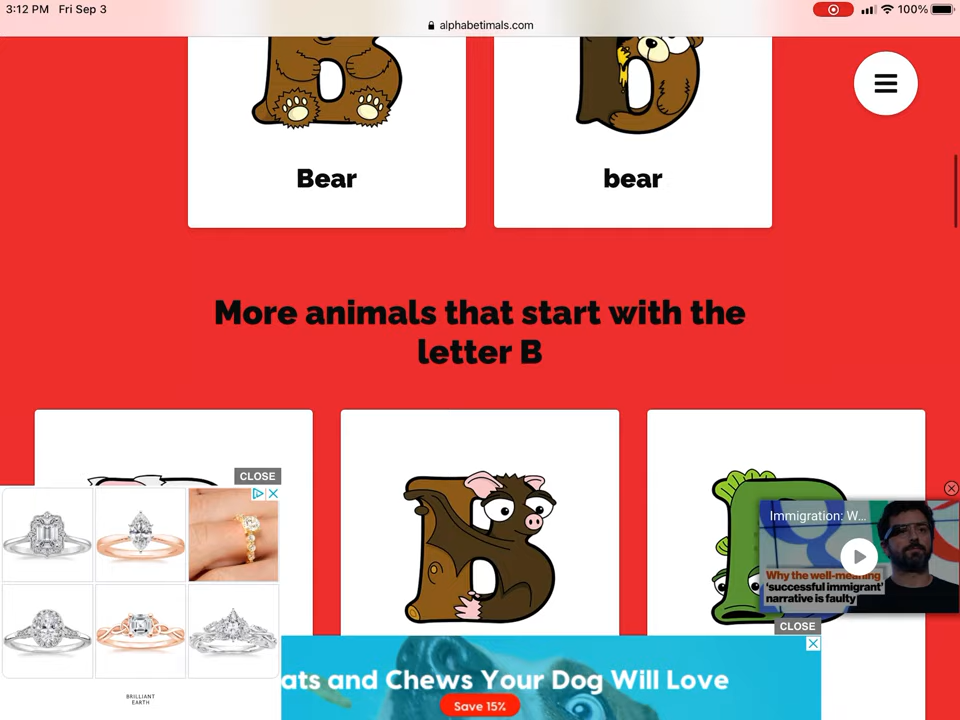 3:12 PM Fri Sep 3
100%
alphabetimals.com
Bear
bear
More animals that start with the
letter B
CLOSE
Immigration: W...
Why the well-meaning
'successful immigrant'
narrative is faulty
CLOSE
ats and Chews Your Dog Will Love
Save 15%
BRILLIANT
EARTH